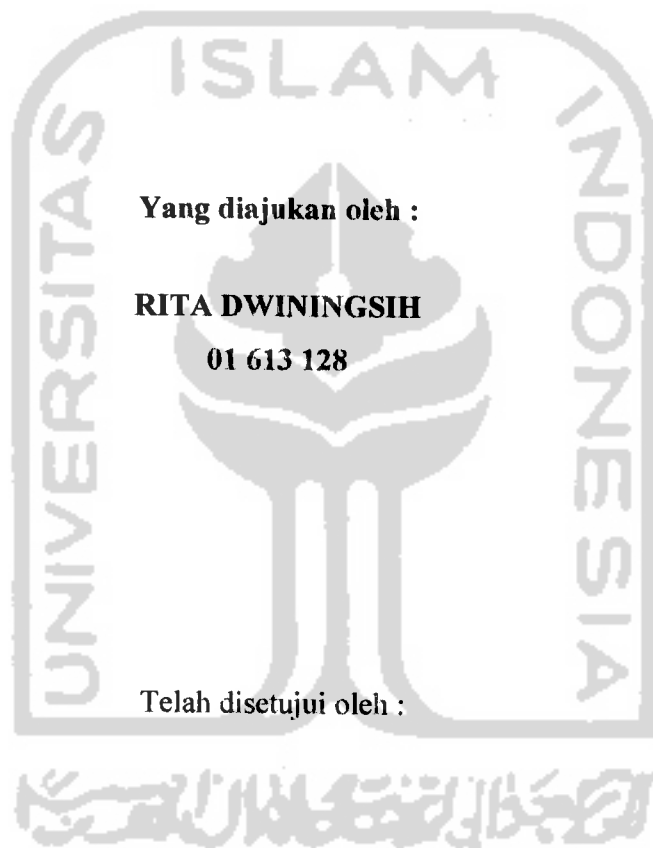 ISLAM
UNIVERSITAS
INDONESIA
Yang diajukan oleh :
RITA DWININGSIH
01 613 128
Telah disetujui oleh :